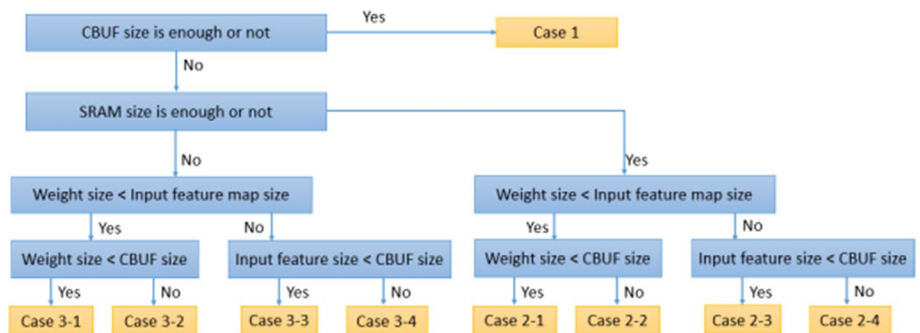 CBUF size is enough or not
Yes
Case 1
No
SRAM size is enough or not
No
Yes
Weight size < Input feature map size
Weight size < Input feature map size
Yes
No
Yes
No
Weight size < CBUF size
Input feature size < CBUF size
Weight size < CBUF size
Input feature size < CBUF size
Yes
No
Yes
No
Yes
No
Yes
No
Case 3-1
Case 3-2
Case 3-3
Case 3-4
Case 2-1
Case 2-2
Case 2-3
Case 2-4